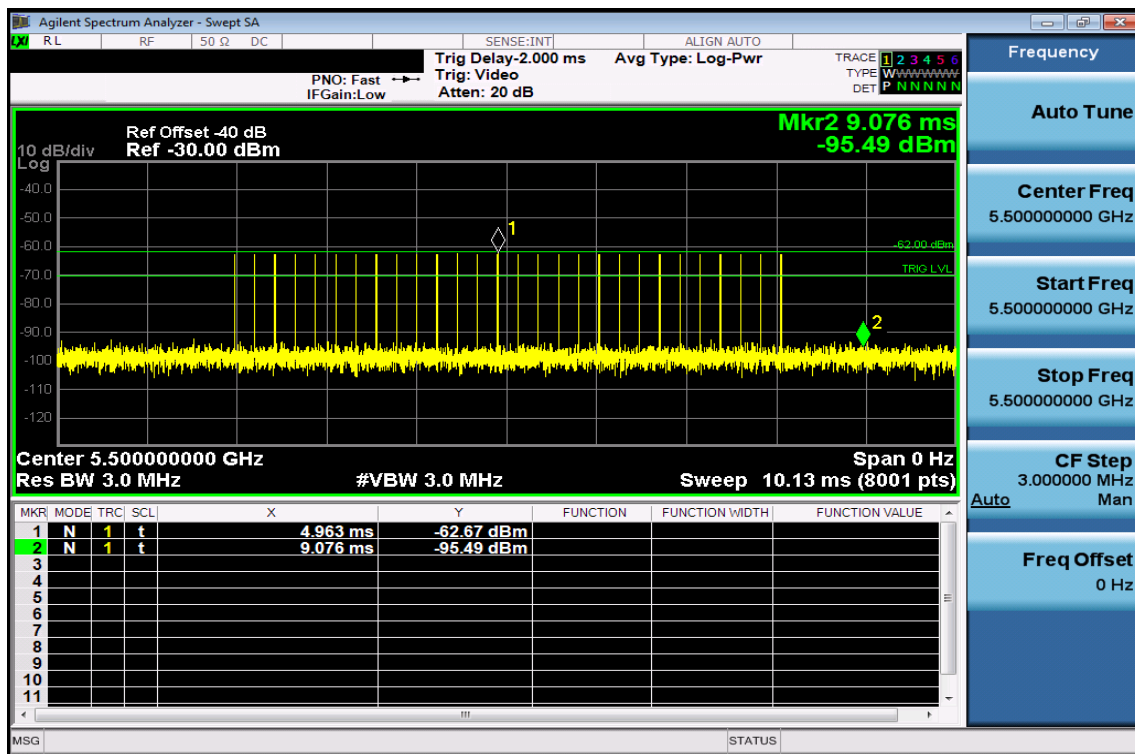 Agilent Spectrum Analyzer - Swept SA
LXI RL RF 50 Ω DC SENSE:INT ALIGN AUTO
Trig Delay-2.000 ms Avg Type: Log-Pwr TRACE 1 2 3 4 5 6
PNO: Fast Trig: Video TYPE WWWWWWW
IFGain:Low Atten: 20 dB DET P N N N N N
Frequency
Auto Tune
Center Freq
5.500000000 GHz
Start Freq
5.500000000 GHz
Stop Freq
5.500000000 GHz
CF Step
3.000000 MHz
Auto Man
Freq Offset
0 Hz
Mkr2 9.076 ms
-95.49 dBm
Ref Offset -40 dB
10 dB/div Ref -30.00 dBm
Log
-40.0
-50.0
-60.0
-70.0
-80.0
-90.0
-100
-110
-120
1
-62.00 dBm
TRIG LVL
2
Center 5.500000000 GHz Span 0 Hz
Res BW 3.0 MHz #VBW 3.0 MHz Sweep 10.13 ms (8001 pts)
MKR MODE TRC SCL X Y FUNCTION FUNCTION WIDTH FUNCTION VALUE
1 N 1 t 4.963 ms -62.67 dBm
2 N 1 t 9.076 ms -95.49 dBm
3
4
5
6
7
8
9
10
11
MSG STATUS